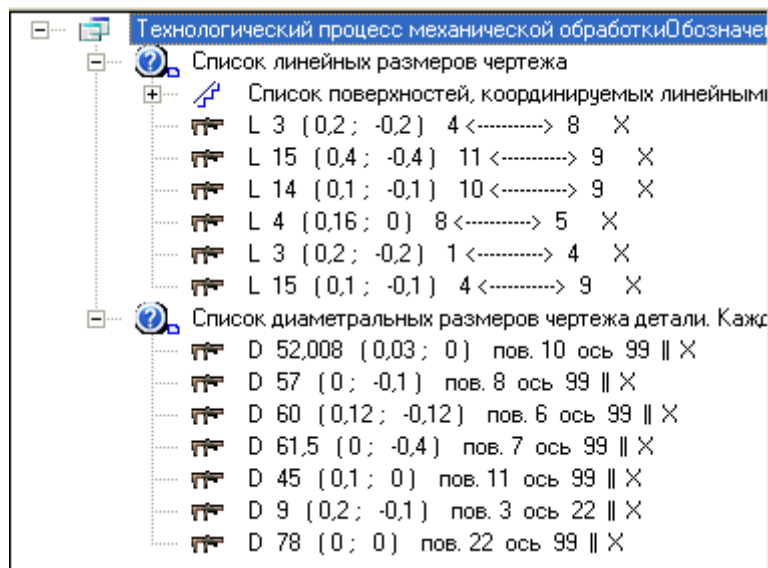 Технологический процесс механической обработкиОбозначе
Список линейных размеров чертежа
Список поверхностей, координируемых линейным
L 3 (0,2 ; -0,2) 4 <----------> 8 X
L 15 (0,4 ; -0,4) 11 <----------> 9 X
L 14 (0,1 ; -0,1) 10 <----------> 9 X
L 4 (0,16 ; 0) 8 <----------> 5 X
L 3 (0,2 ; -0,2) 1 <----------> 4 X
L 15 (0,1 ; -0,1) 4 <----------> 9 X
Список диаметральных размеров чертежа детали. Кажд
D 52,008 (0,03 ; 0) пов. 10 ось 99 || X
D 57 (0 ; -0,1) пов. 8 ось 99 || X
D 60 (0,12 ; -0,12) пов. 6 ось 99 || X
D 61,5 (0 ; -0,4) пов. 7 ось 99 || X
D 45 (0,1 ; 0) пов. 11 ось 99 || X
D 9 (0,2 ; -0,1) пов. 3 ось 22 || X
D 78 (0 ; 0) пов. 22 ось 99 || X